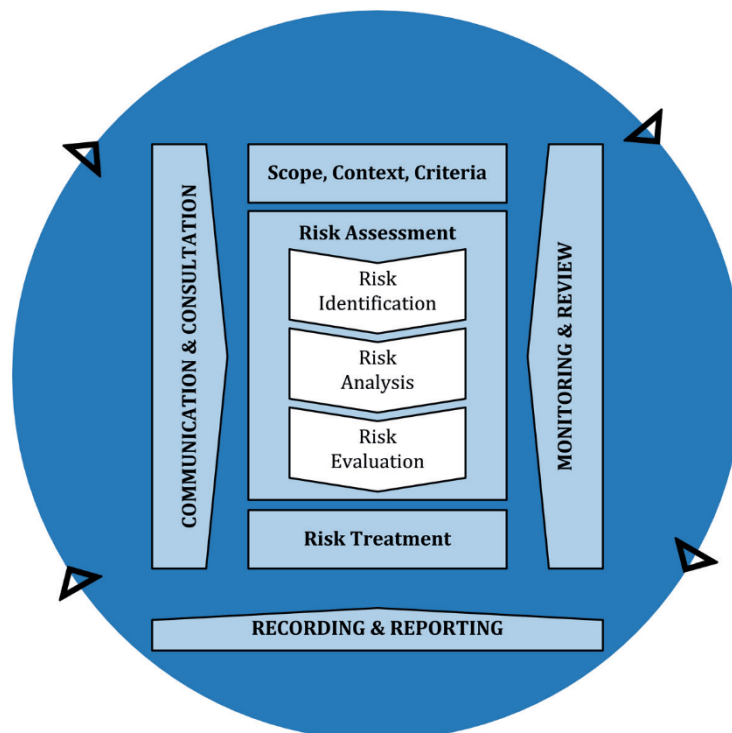 Scope, Context, Criteria
Risk Assessment
Risk
Identification
Risk
Analysis
Risk
Evaluation
Risk Treatment
COMMUNICATION & CONSULTATION
MONITORING & REVIEW
RECORDING & REPORTING